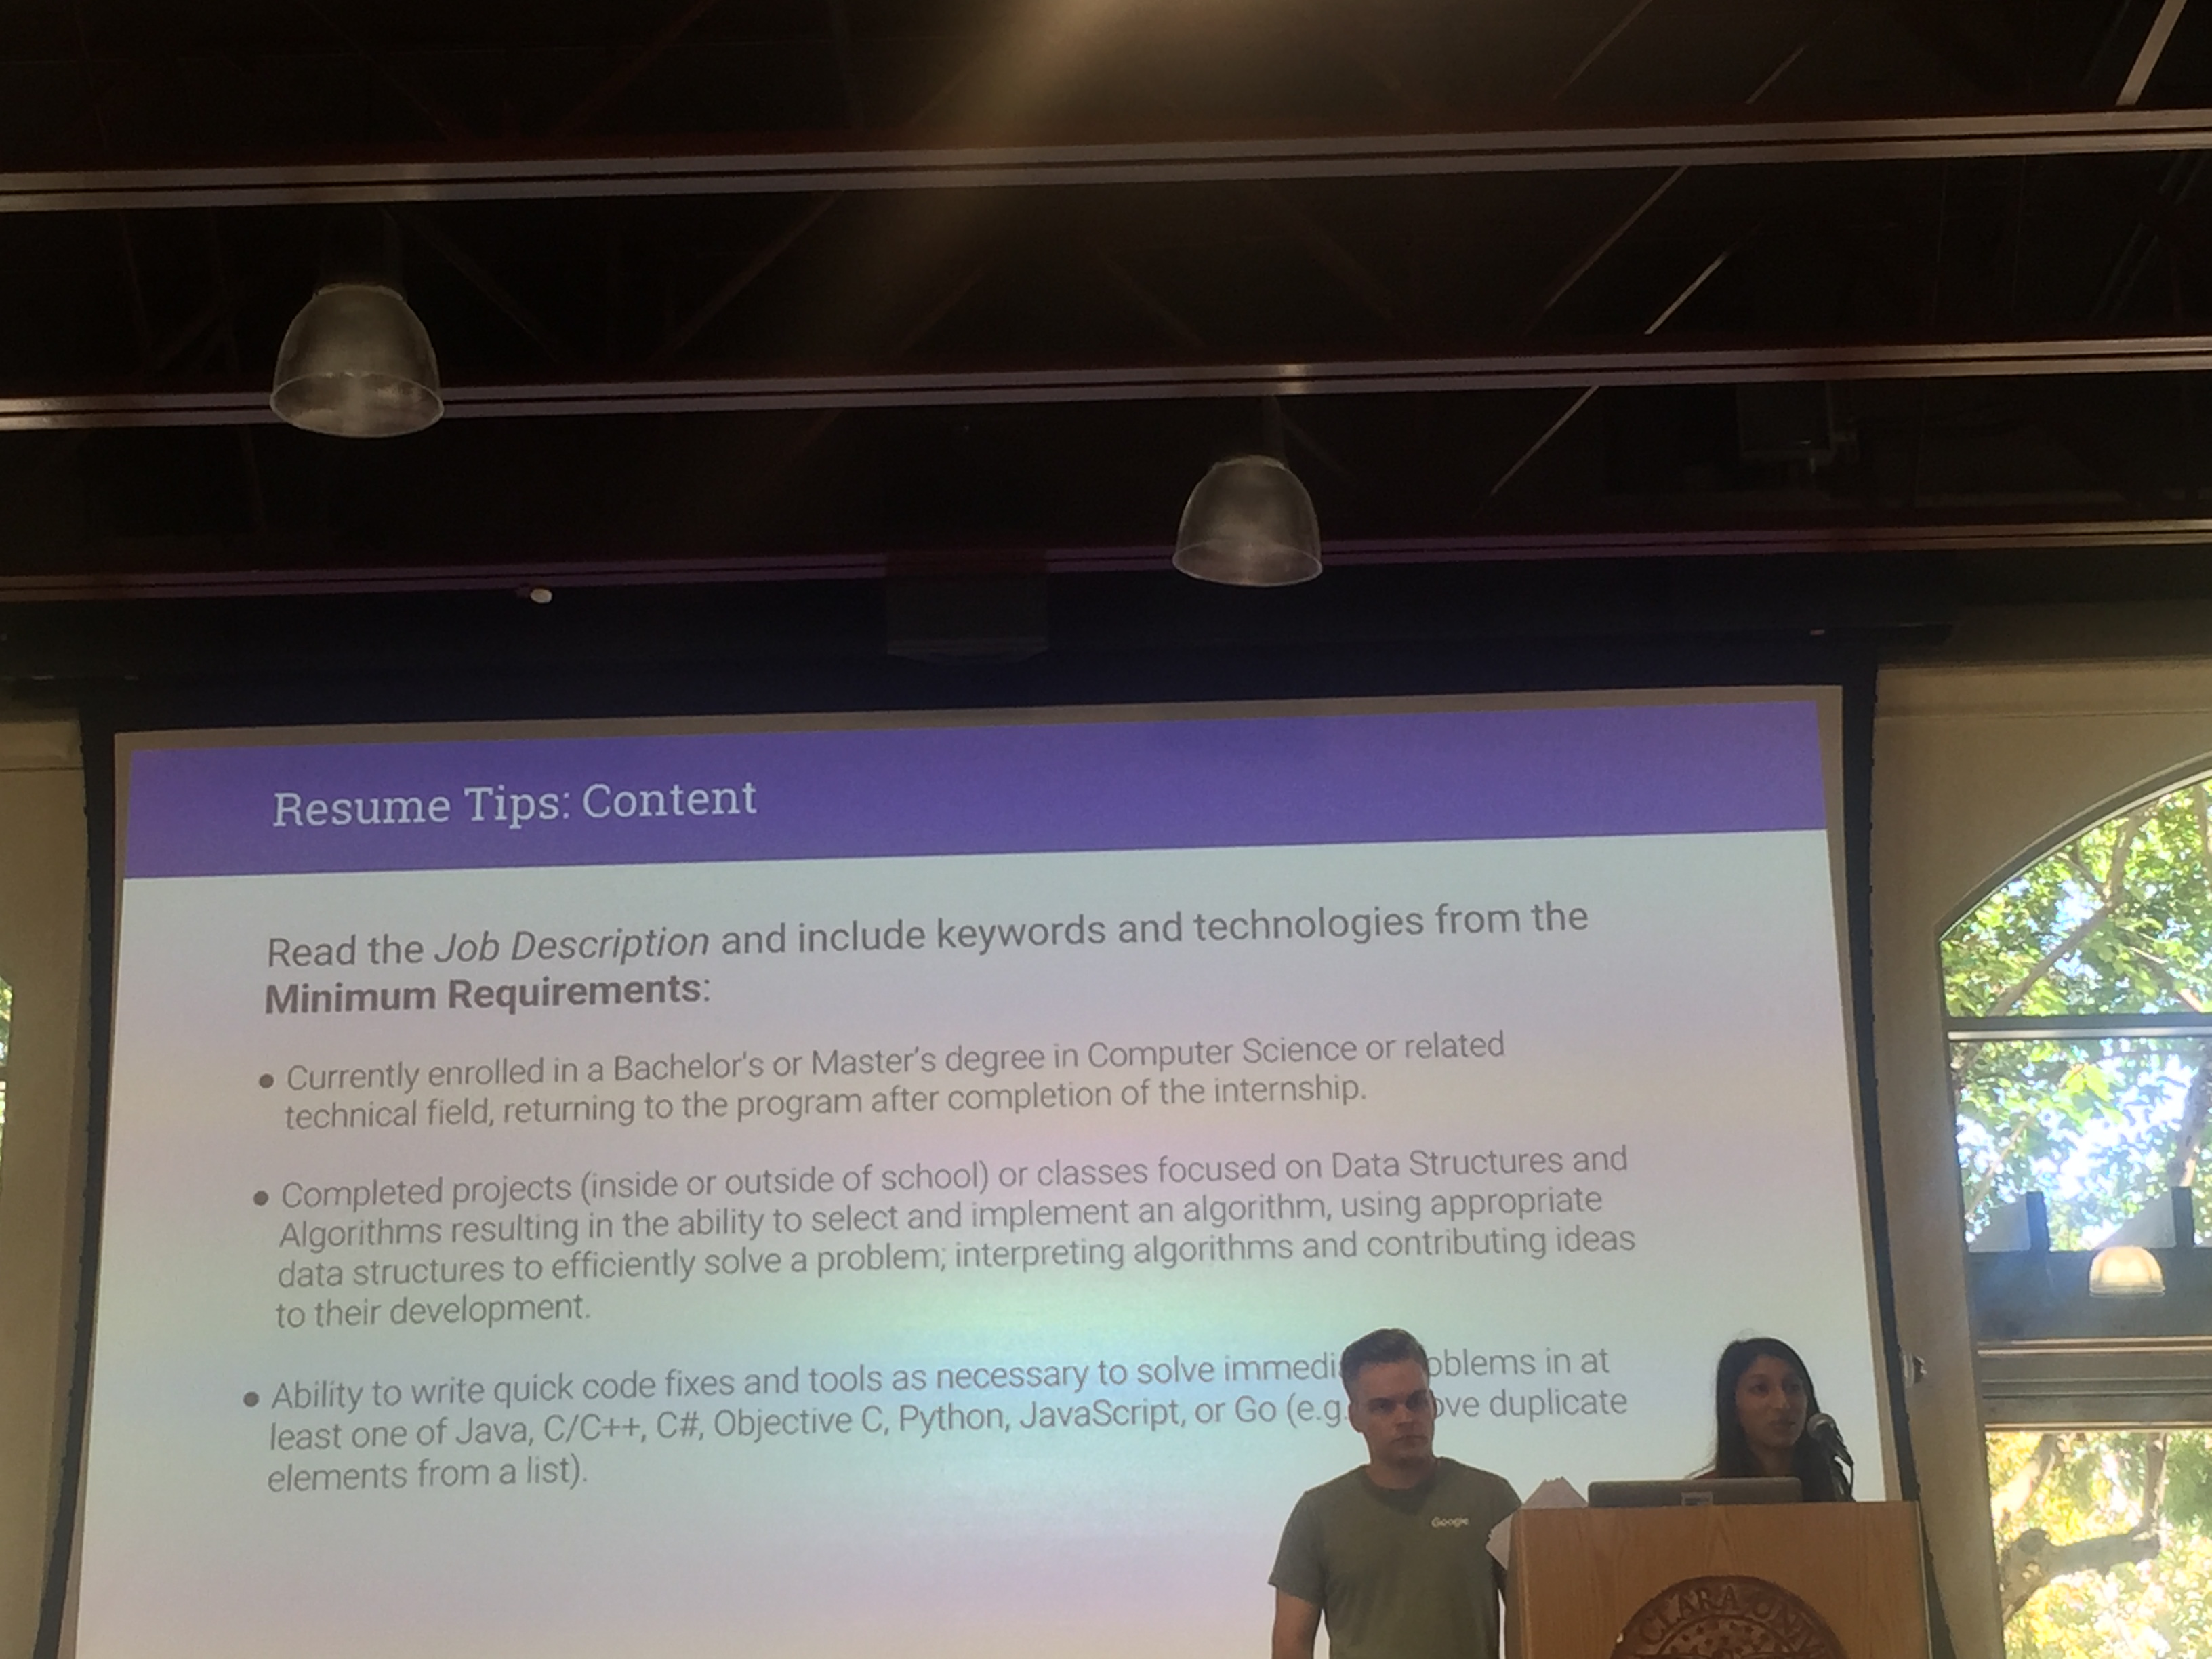 Resume Tips: Content
Read the Job Description and include keywords and technologies from the
Minimum Requirements:
● Currently enrolled in a Bachelor's or Master's degree in Computer Science or related
technical field, returning to the program after completion of the internship.
● Completed projects (inside or outside of school) or classes focused on Data Structures and
Algorithms resulting in the ability to select and implement an algorithm, using appropriate
data structures to efficiently solve a problem; interpreting algorithms and contributing ideas
to their development.
● Ability to write quick code fixes and tools as necessary to solve in at
least one of Java, C/C++, C#, Objective C, Python, JavaScript, or Go (e.g. duplicate
elements from a list).
Google
CLARA